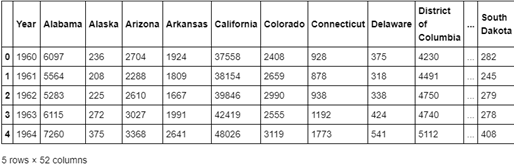 Year Alabama Alaska Arizona Arkansas California Colorado Connecticut Delaware District of Columbia ... South Dakota
0 1960 6097 236 2704 1924 37558 2408 928 375 4230 ... 282
1 1961 5564 208 2288 1809 38154 2659 878 318 4491 ... 245
2 1962 5283 225 2610 1667 39846 2990 938 338 4750 ... 279
3 1963 6115 272 3027 1991 42419 2555 1192 424 4740 ... 278
4 1964 7260 375 3368 2641 48026 3119 1773 541 5112 ... 408
5 rows × 52 columns